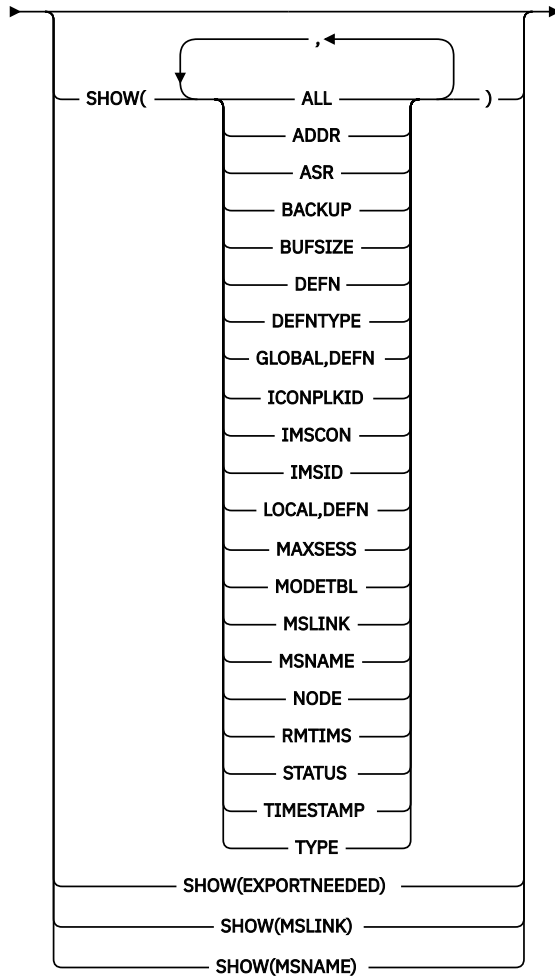 ,
SHOW( ALL )
ADDR
ASR
BACKUP
BUFSIZE
DEFN
DEFNTYPE
GLOBAL,DEFN
ICONPLKID
IMSCON
IMSID
LOCAL,DEFN
MAXSESS
MODETBL
MSLINK
MSNAME
NODE
RMTIMS
STATUS
TIMESTAMP
TYPE
SHOW(EXPORTNEEDED)
SHOW(MSLINK)
SHOW(MSNAME)